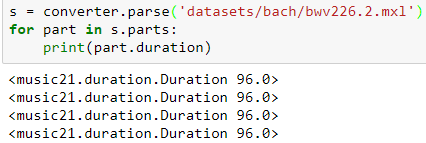 s = converter.parse('datasets/bach/bwv226.2.mxl')
for part in s.parts:
    print(part.duration)
<music21.duration.Duration 96.0>
<music21.duration.Duration 96.0>
<music21.duration.Duration 96.0>
<music21.duration.Duration 96.0>